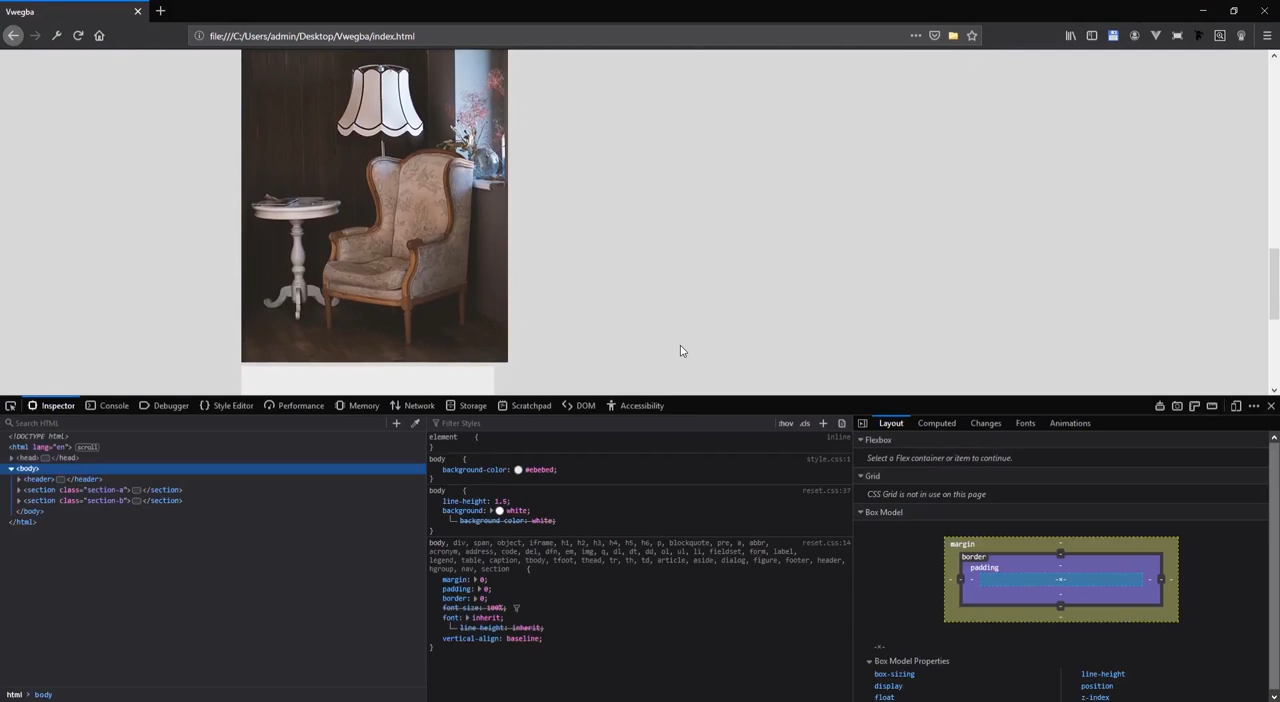 Vwegba
file:///C:/Users/admin/Desktop/Vwegba/index.html
Inspector Console Debugger Style Editor Performance Memory Network Storage Scratchpad DOM Accessibility
Search HTML
<!DOCTYPE html>
<html lang="en"> scroll
<head></head>
<body>
<header></header>
<section class="section-a"></section>
<section class="section-b"></section>
</body>
</html>
html body
Filter Styles :hov .cls
element { inline
}
body { style.css:1
background-color: #ebebed;
}
body { reset.css:37
line-height: 1.5;
background: white;
background-color: white;
}
body, div, span, object, iframe, h1, h2, h3, h4, h5, h6, p, blockquote, pre, a, abbr, reset.css:14
acronym, address, code, del, dfn, em, img, q, dl, dt, dd, ol, ul, li, fieldset, form, label,
legend, table, caption, tbody, tfoot, thead, tr, th, td, article, aside, dialog, figure, footer, header,
hgroup, nav, section {
margin: 0;
padding: 0;
border: 0;
font-size: 100%;
font: inherit;
line-height: inherit;
vertical-align: baseline;
}
Layout Computed Changes Fonts Animations
Flexbox
Select a Flex container or item to continue.
Grid
CSS Grid is not in use on this page
Box Model
margin
border
padding
-×-
-×-
Box Model Properties
box-sizing line-height
display position
float z-index